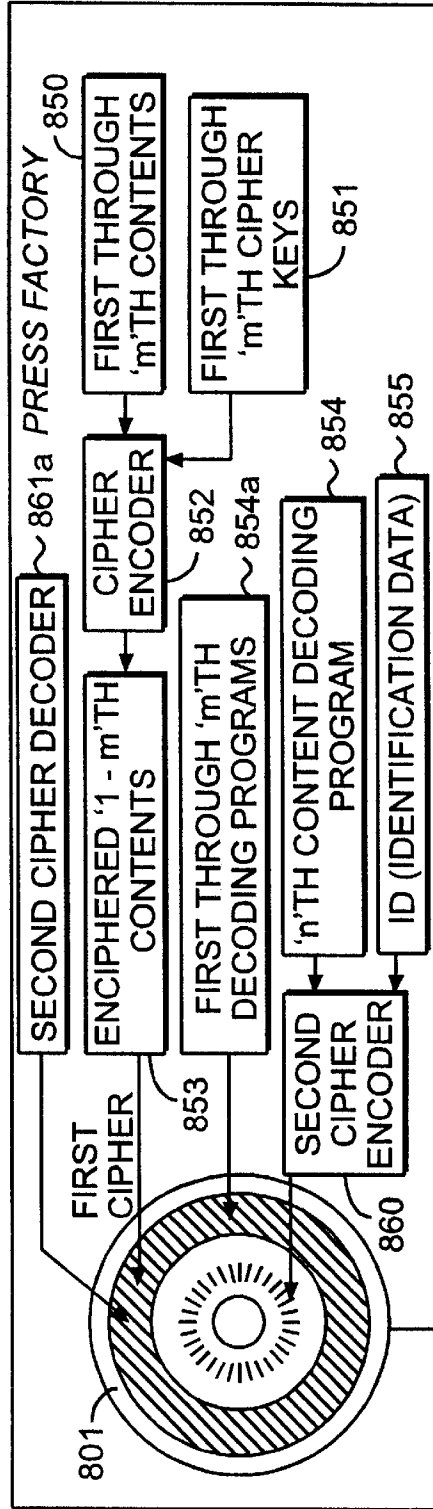 PRESS FACTORY
861a
SECOND CIPHER DECODER
850
FIRST THROUGH
'm'TH CONTENTS
FIRST THROUGH
'm'TH CIPHER
KEYS
851
CIPHER
ENCODER
852
ENCIPHERED '1 - m'TH
CONTENTS
853
FIRST
CIPHER
854a
FIRST THROUGH 'm'TH
DECODING PROGRAMS
854
'n'TH CONTENT DECODING
PROGRAM
855
ID (IDENTIFICATION DATA)
SECOND
CIPHER
ENCODER
860
801